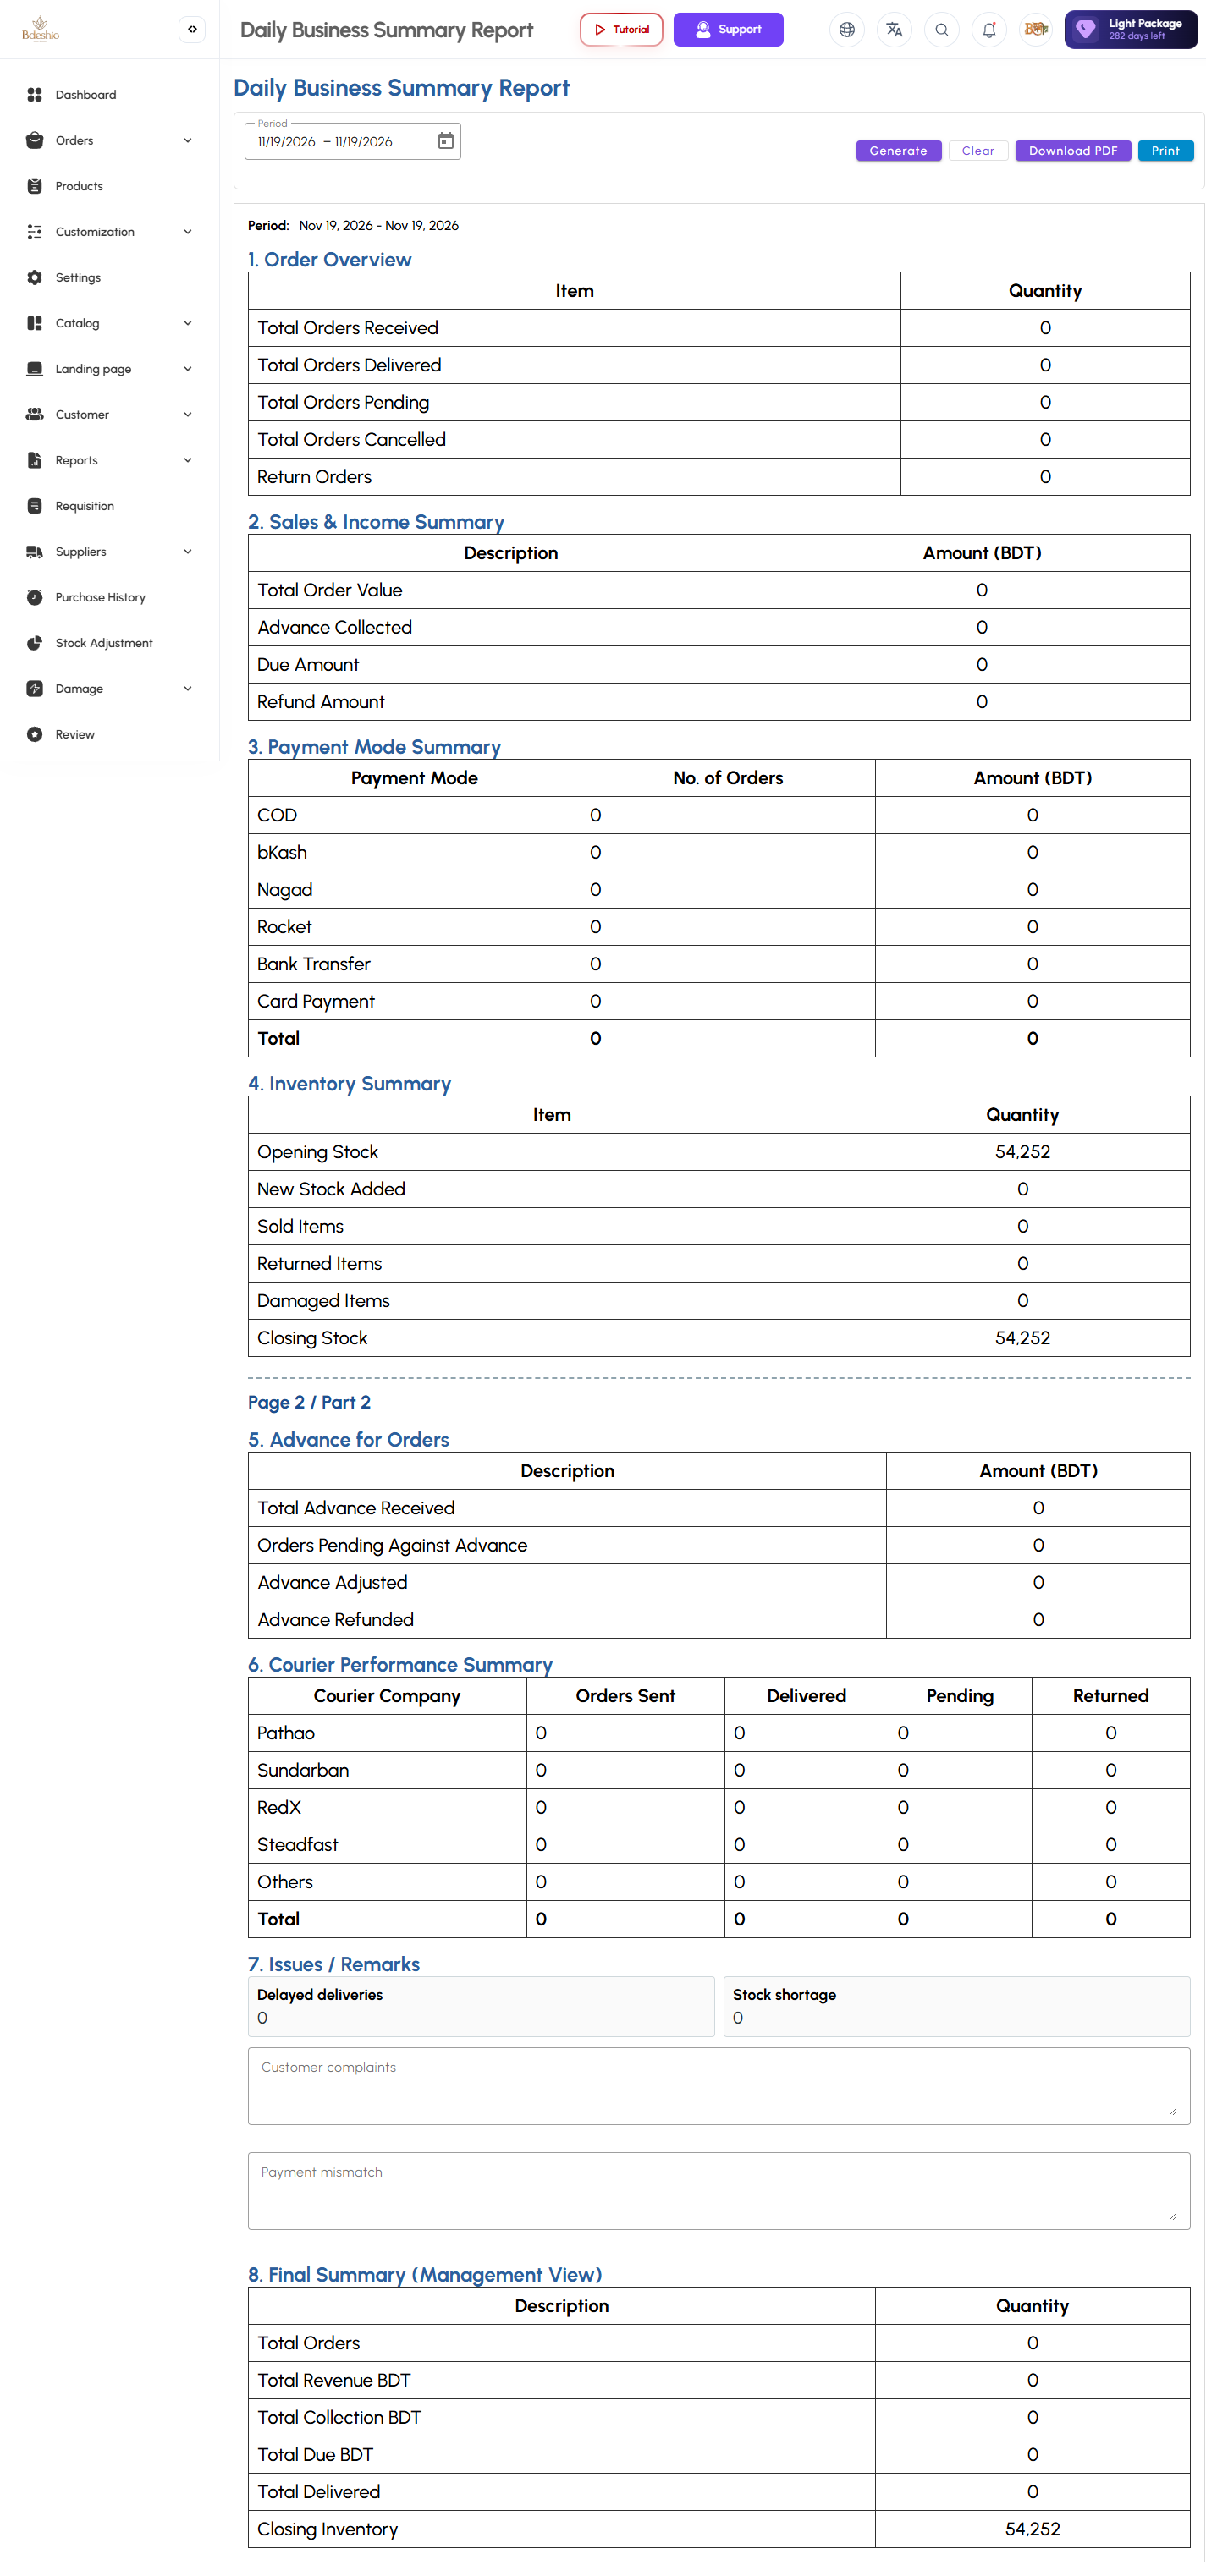 Bdeshio
Daily Business Summary Report
Tutorial
Support
Light Package
282 days left
Dashboard
Orders
Products
Customization
Settings
Catalog
Landing page
Customer
Reports
Requisition
Suppliers
Purchase History
Stock Adjustment
Damage
Review
Daily Business Summary Report
Period
11/19/2026 – 11/19/2026
Generate
Clear
Download PDF
Print
Period: Nov 19, 2026 - Nov 19, 2026
1. Order Overview
Item Quantity
Total Orders Received 0
Total Orders Delivered 0
Total Orders Pending 0
Total Orders Cancelled 0
Return Orders 0
2. Sales & Income Summary
Description Amount (BDT)
Total Order Value 0
Advance Collected 0
Due Amount 0
Refund Amount 0
3. Payment Mode Summary
Payment Mode No. of Orders Amount (BDT)
COD 0 0
bKash 0 0
Nagad 0 0
Rocket 0 0
Bank Transfer 0 0
Card Payment 0 0
Total 0 0
4. Inventory Summary
Item Quantity
Opening Stock 54,252
New Stock Added 0
Sold Items 0
Returned Items 0
Damaged Items 0
Closing Stock 54,252
Page 2 / Part 2
5. Advance for Orders
Description Amount (BDT)
Total Advance Received 0
Orders Pending Against Advance 0
Advance Adjusted 0
Advance Refunded 0
6. Courier Performance Summary
Courier Company Orders Sent Delivered Pending Returned
Pathao 0 0 0 0
Sundarban 0 0 0 0
RedX 0 0 0 0
Steadfast 0 0 0 0
Others 0 0 0 0
Total 0 0 0 0
7. Issues / Remarks
Delayed deliveries
0
Stock shortage
0
Customer complaints
Payment mismatch
8. Final Summary (Management View)
Description Quantity
Total Orders 0
Total Revenue BDT 0
Total Collection BDT 0
Total Due BDT 0
Total Delivered 0
Closing Inventory 54,252